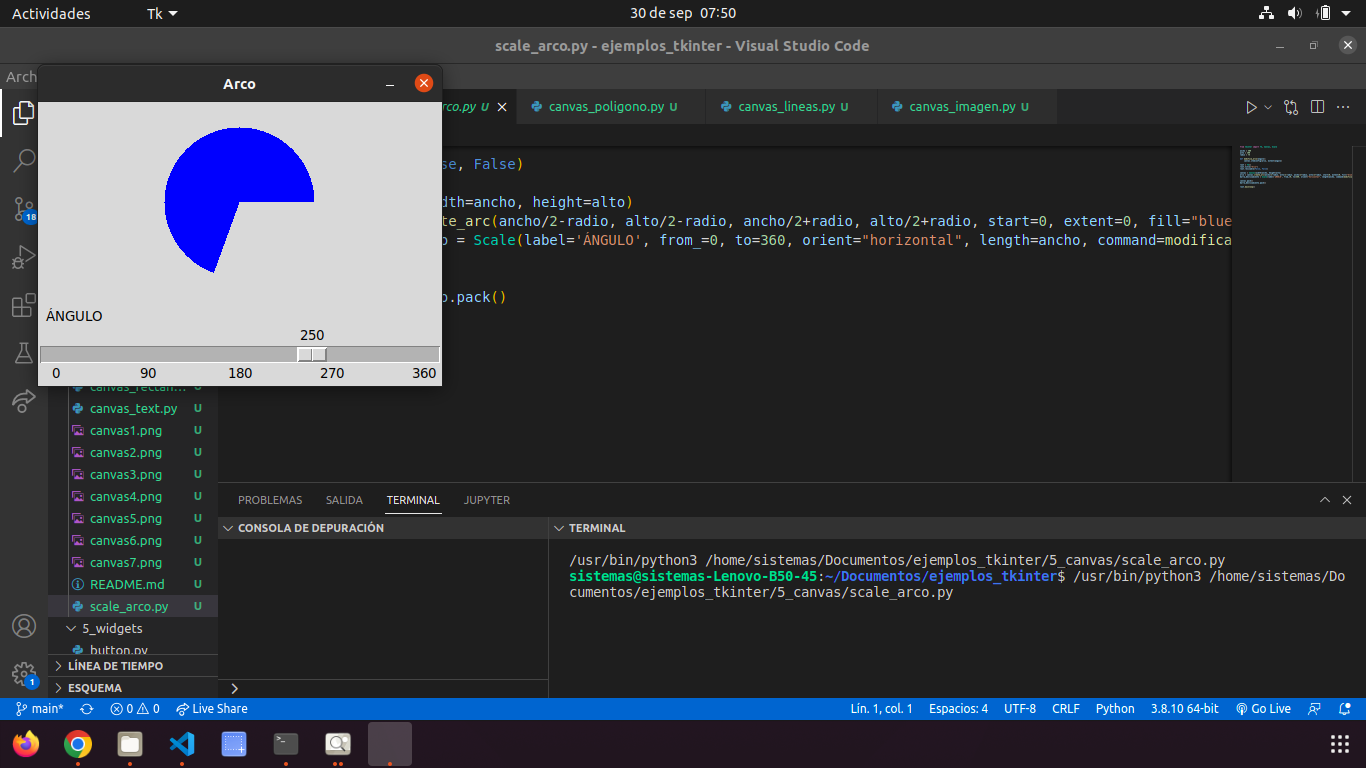 Actividades
Tk
30 de sep 07:50
scale_arco.py - ejemplos_tkinter - Visual Studio Code
Arch
Arco
rco.py U
canvas_poligono.py U
canvas_lineas.py U
canvas_imagen.py U
se, False)
dth=ancho, height=alto)
te_arc(ancho/2-radio, alto/2-radio, ancho/2+radio, alto/2+radio, start=0, extent=0, fill="blue
o = Scale(label='ÁNGULO', from_=0, to=360, orient="horizontal", length=ancho, command=modifica
o.pack()
ÁNGULO
250
0 90 180 270 360
18
canvas_text.py U
canvas1.png U
canvas2.png U
canvas3.png U
canvas4.png U
canvas5.png U
canvas6.png U
canvas7.png U
README.md U
scale_arco.py U
5_widgets
button.py
LÍNEA DE TIEMPO
ESQUEMA
1
PROBLEMAS SALIDA TERMINAL JUPYTER
CONSOLA DE DEPURACIÓN
TERMINAL
/usr/bin/python3 /home/sistemas/Documentos/ejemplos_tkinter/5_canvas/scale_arco.py
sistemas@sistemas-Lenovo-B50-45:~/Documentos/ejemplos_tkinter$ /usr/bin/python3 /home/sistemas/Do
cumentos/ejemplos_tkinter/5_canvas/scale_arco.py
main* 0 0 Live Share Lín. 1, col. 1 Espacios: 4 UTF-8 CRLF Python 3.8.10 64-bit Go Live